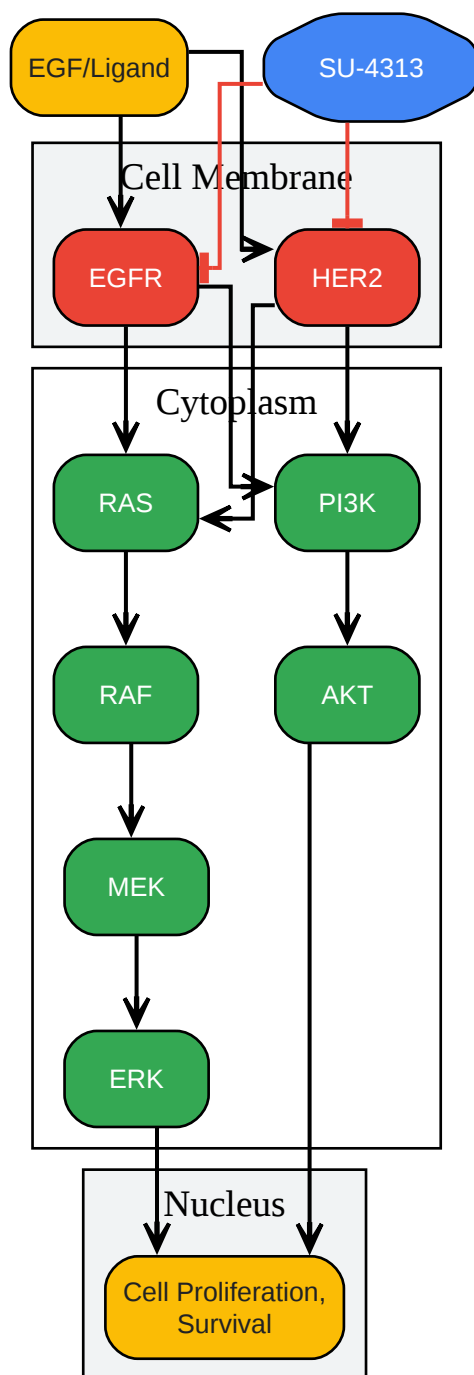 EGF/Ligand
SU-4313
Cell Membrane
EGFR
HER2
Cytoplasm
RAS
PI3K
RAF
AKT
MEK
ERK
Nucleus
Cell Proliferation,
Survival